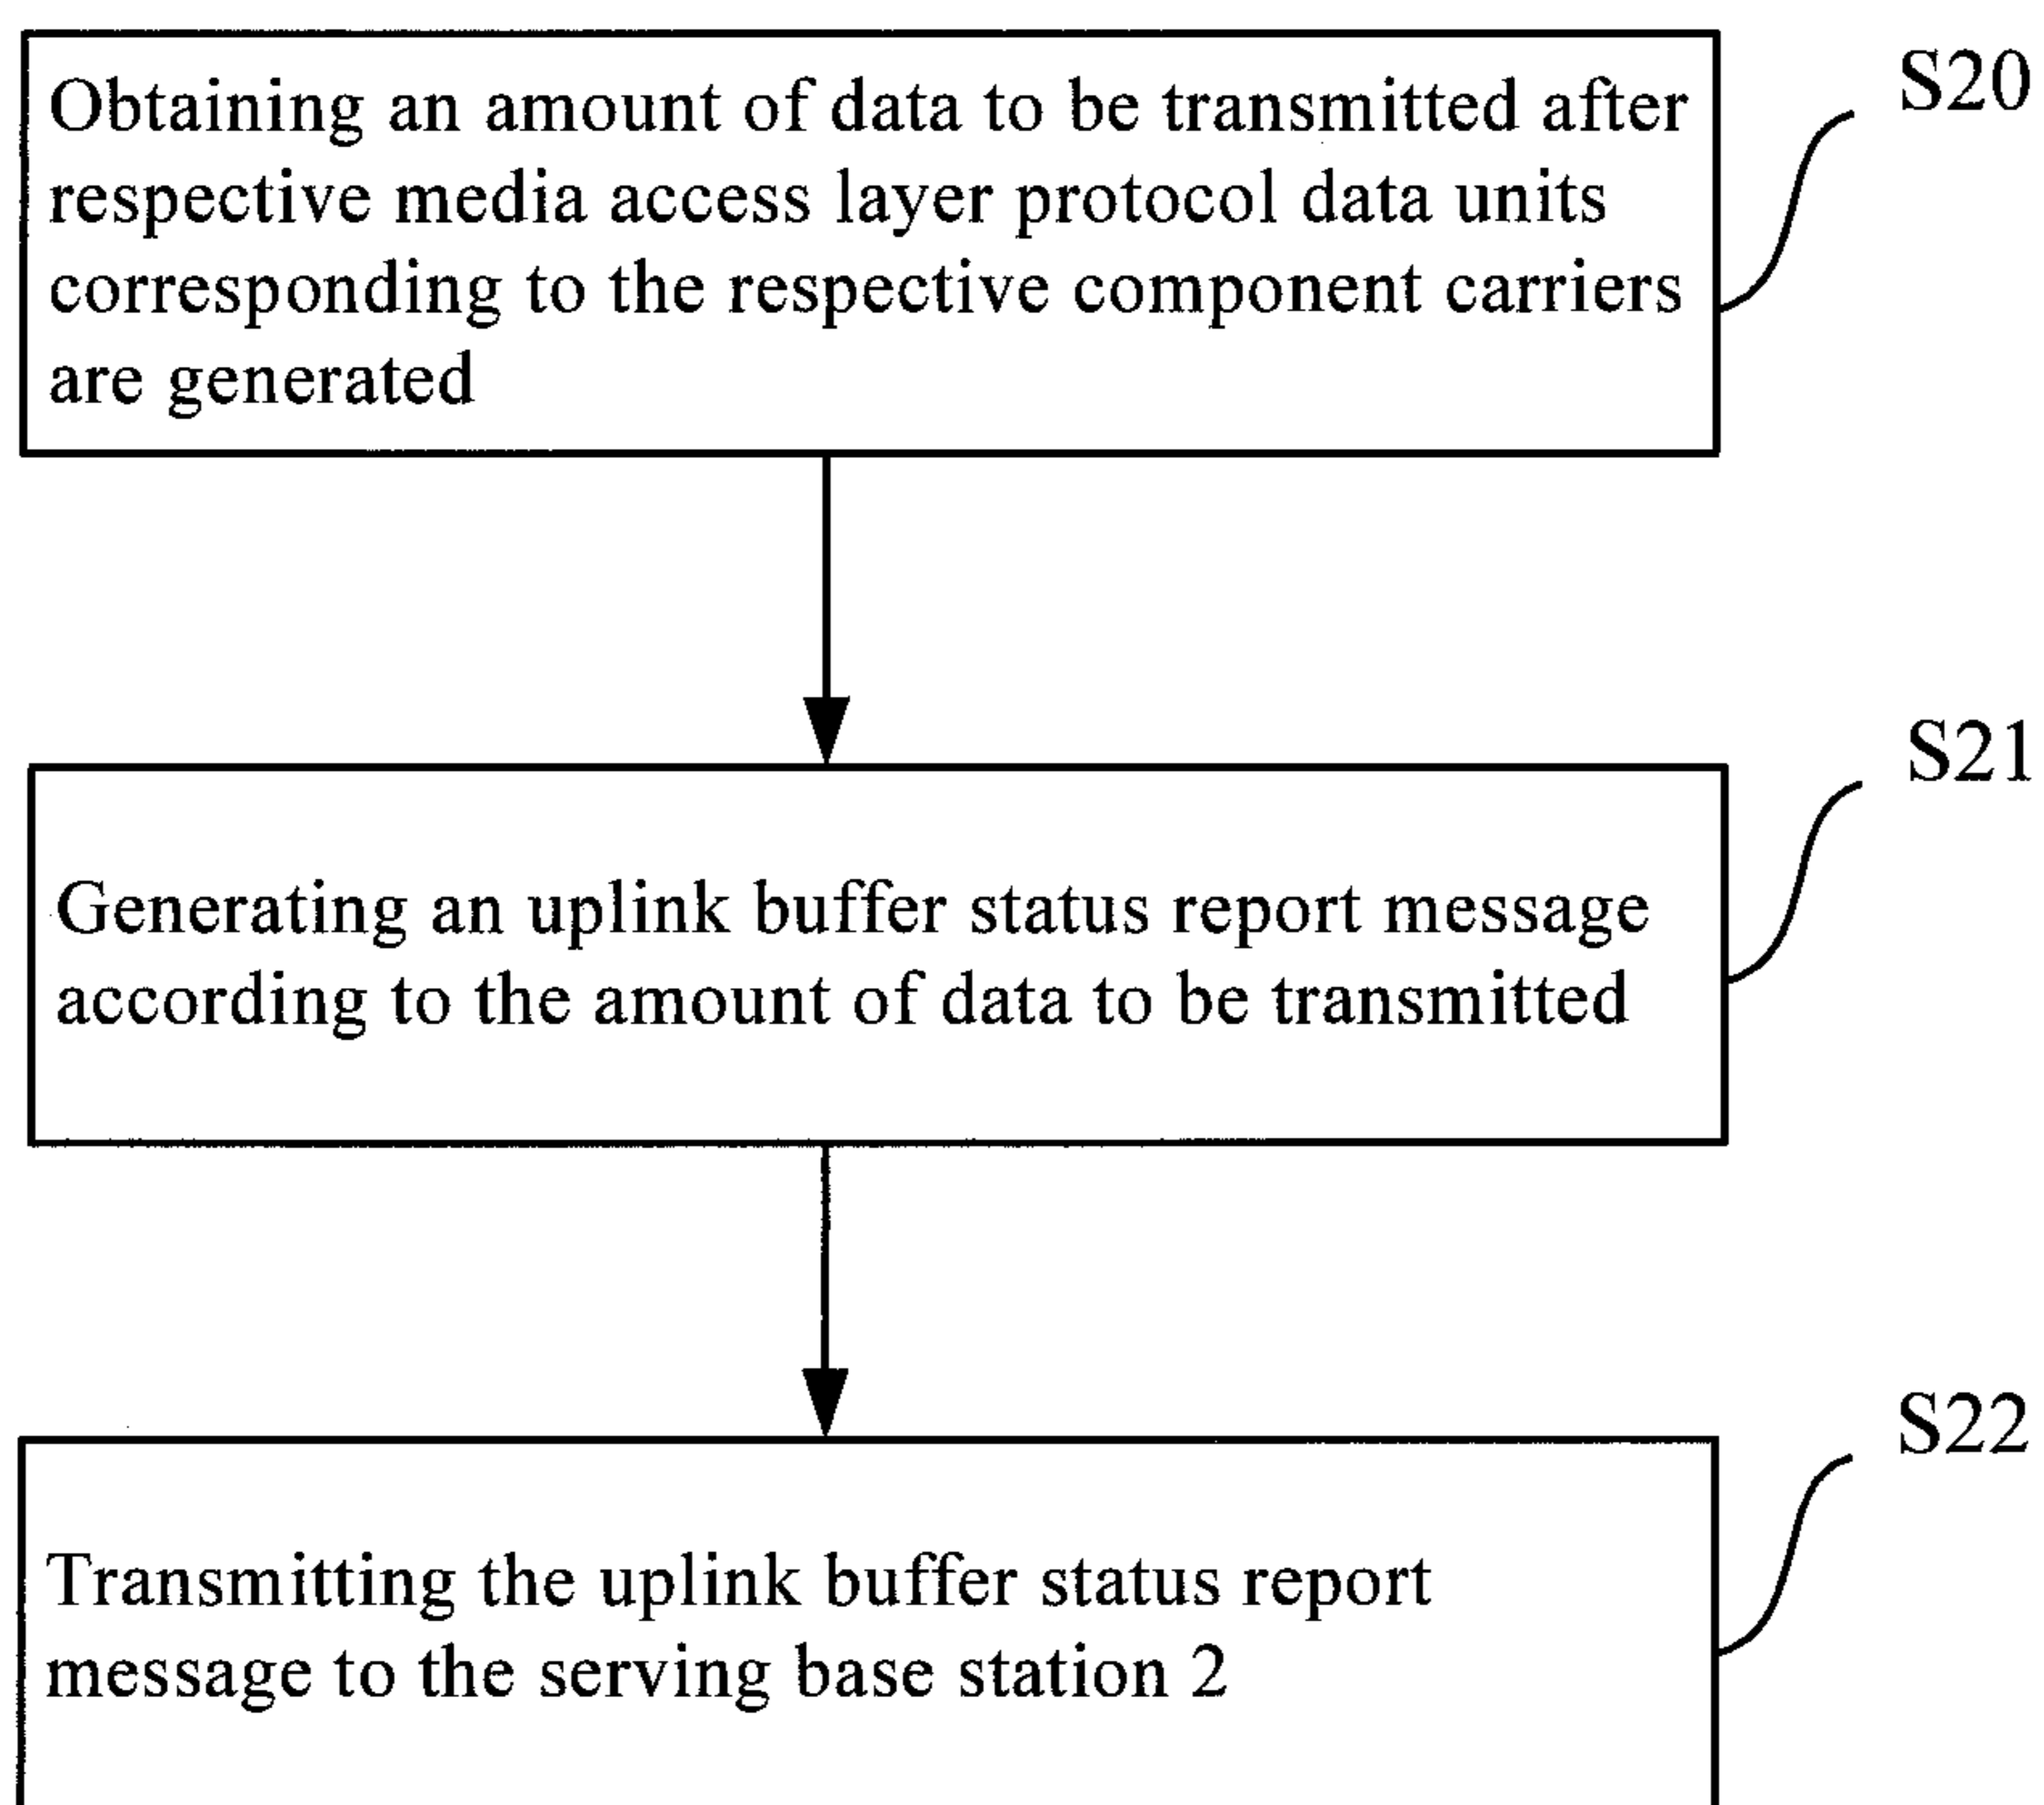 S20
Obtaining an amount of data to be transmitted after
respective media access layer protocol data units
corresponding to the respective component carriers
are generated
S21
Generating an uplink buffer status report message
according to the amount of data to be transmitted
S22
Transmitting the uplink buffer status report
message to the serving base station 2